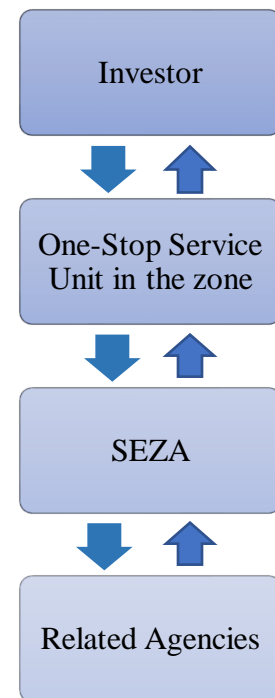 Investor
One-Stop Service
Unit in the zone
SEZA
Related Agencies